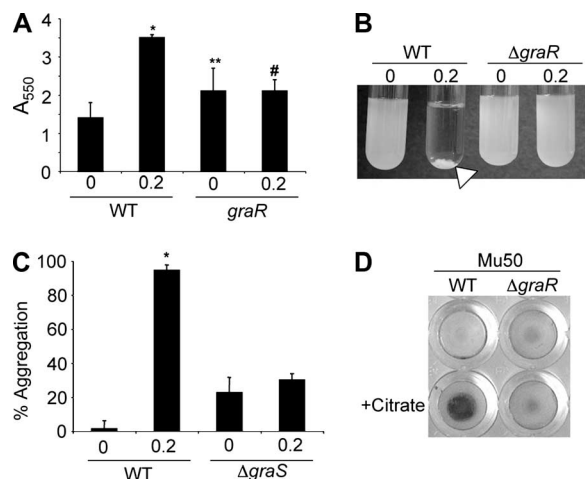 A
A550
4
3
2
1
0
*
**
#
0 0.2 0 0.2
WT graR
B
WT ΔgraR
0 0.2 0 0.2
C
% Aggregation
100
80
60
40
20
0
*
0 0.2 0 0.2
WT ΔgraS
D
Mu50
WT ΔgraR
+Citrate